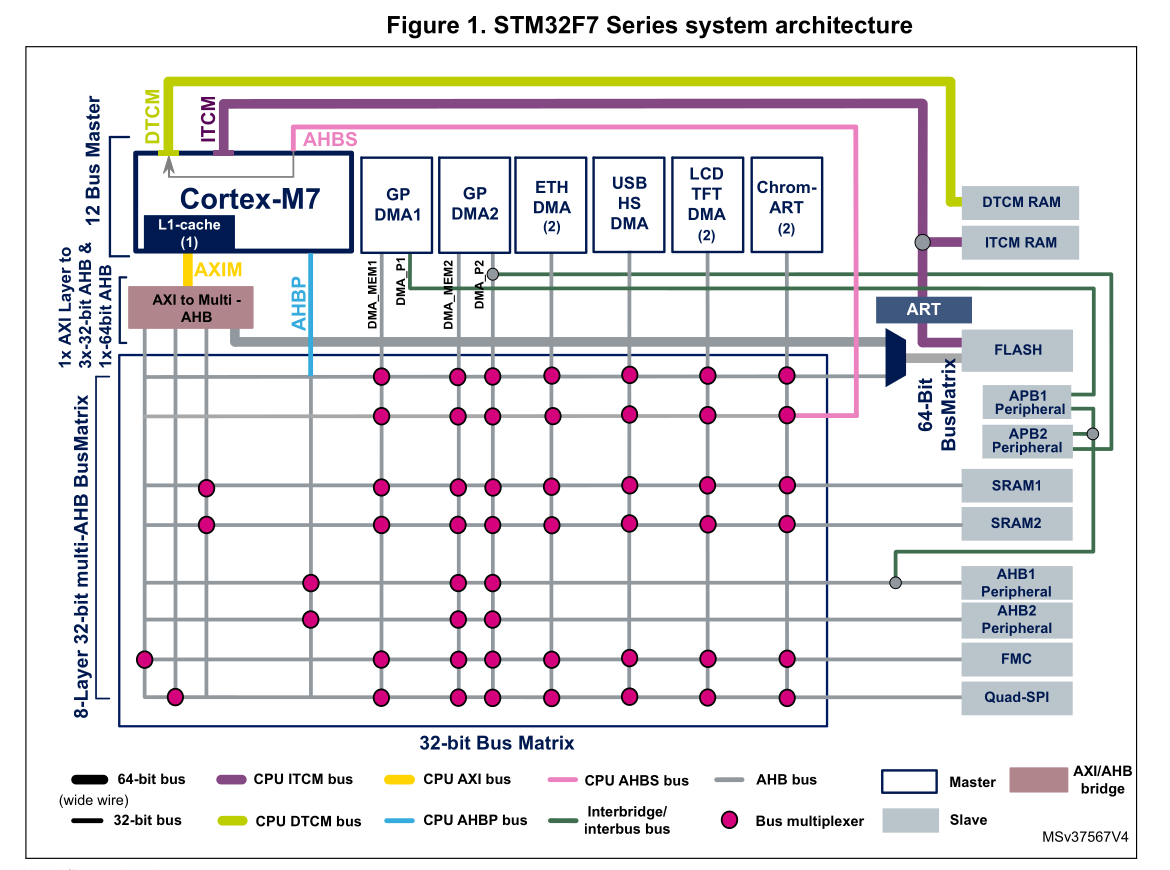 Figure 1. STM32F7 Series system architecture
12 Bus Master
DTCM
ITCM
AHBS
Cortex-M7
L1-cache
(1)
GP
DMA1
GP
DMA2
ETH
DMA
(2)
USB
HS
DMA
LCD
TFT
DMA
(2)
Chrom-
ART
(2)
DTCM RAM
ITCM RAM
1x AXI Layer to
3x-32-bit AHB &
1x-64bit AHB
AXIM
AXI to Multi -
AHB
AHBP
DMA_MEM1
DMA_P1
DMA_MEM2
DMA_P2
ART
FLASH
64-Bit
BusMatrix
APB1
Peripheral
APB2
Peripheral
8-Layer 32-bit multi-AHB BusMatrix
SRAM1
SRAM2
AHB1
Peripheral
AHB2
Peripheral
FMC
Quad-SPI
32-bit Bus Matrix
64-bit bus
(wide wire)
32-bit bus
CPU ITCM bus
CPU DTCM bus
CPU AXI bus
CPU AHBP bus
CPU AHBS bus
Interbridge/
interbus bus
AHB bus
Bus multiplexer
Master
Slave
AXI/AHB
bridge
MSv37567V4